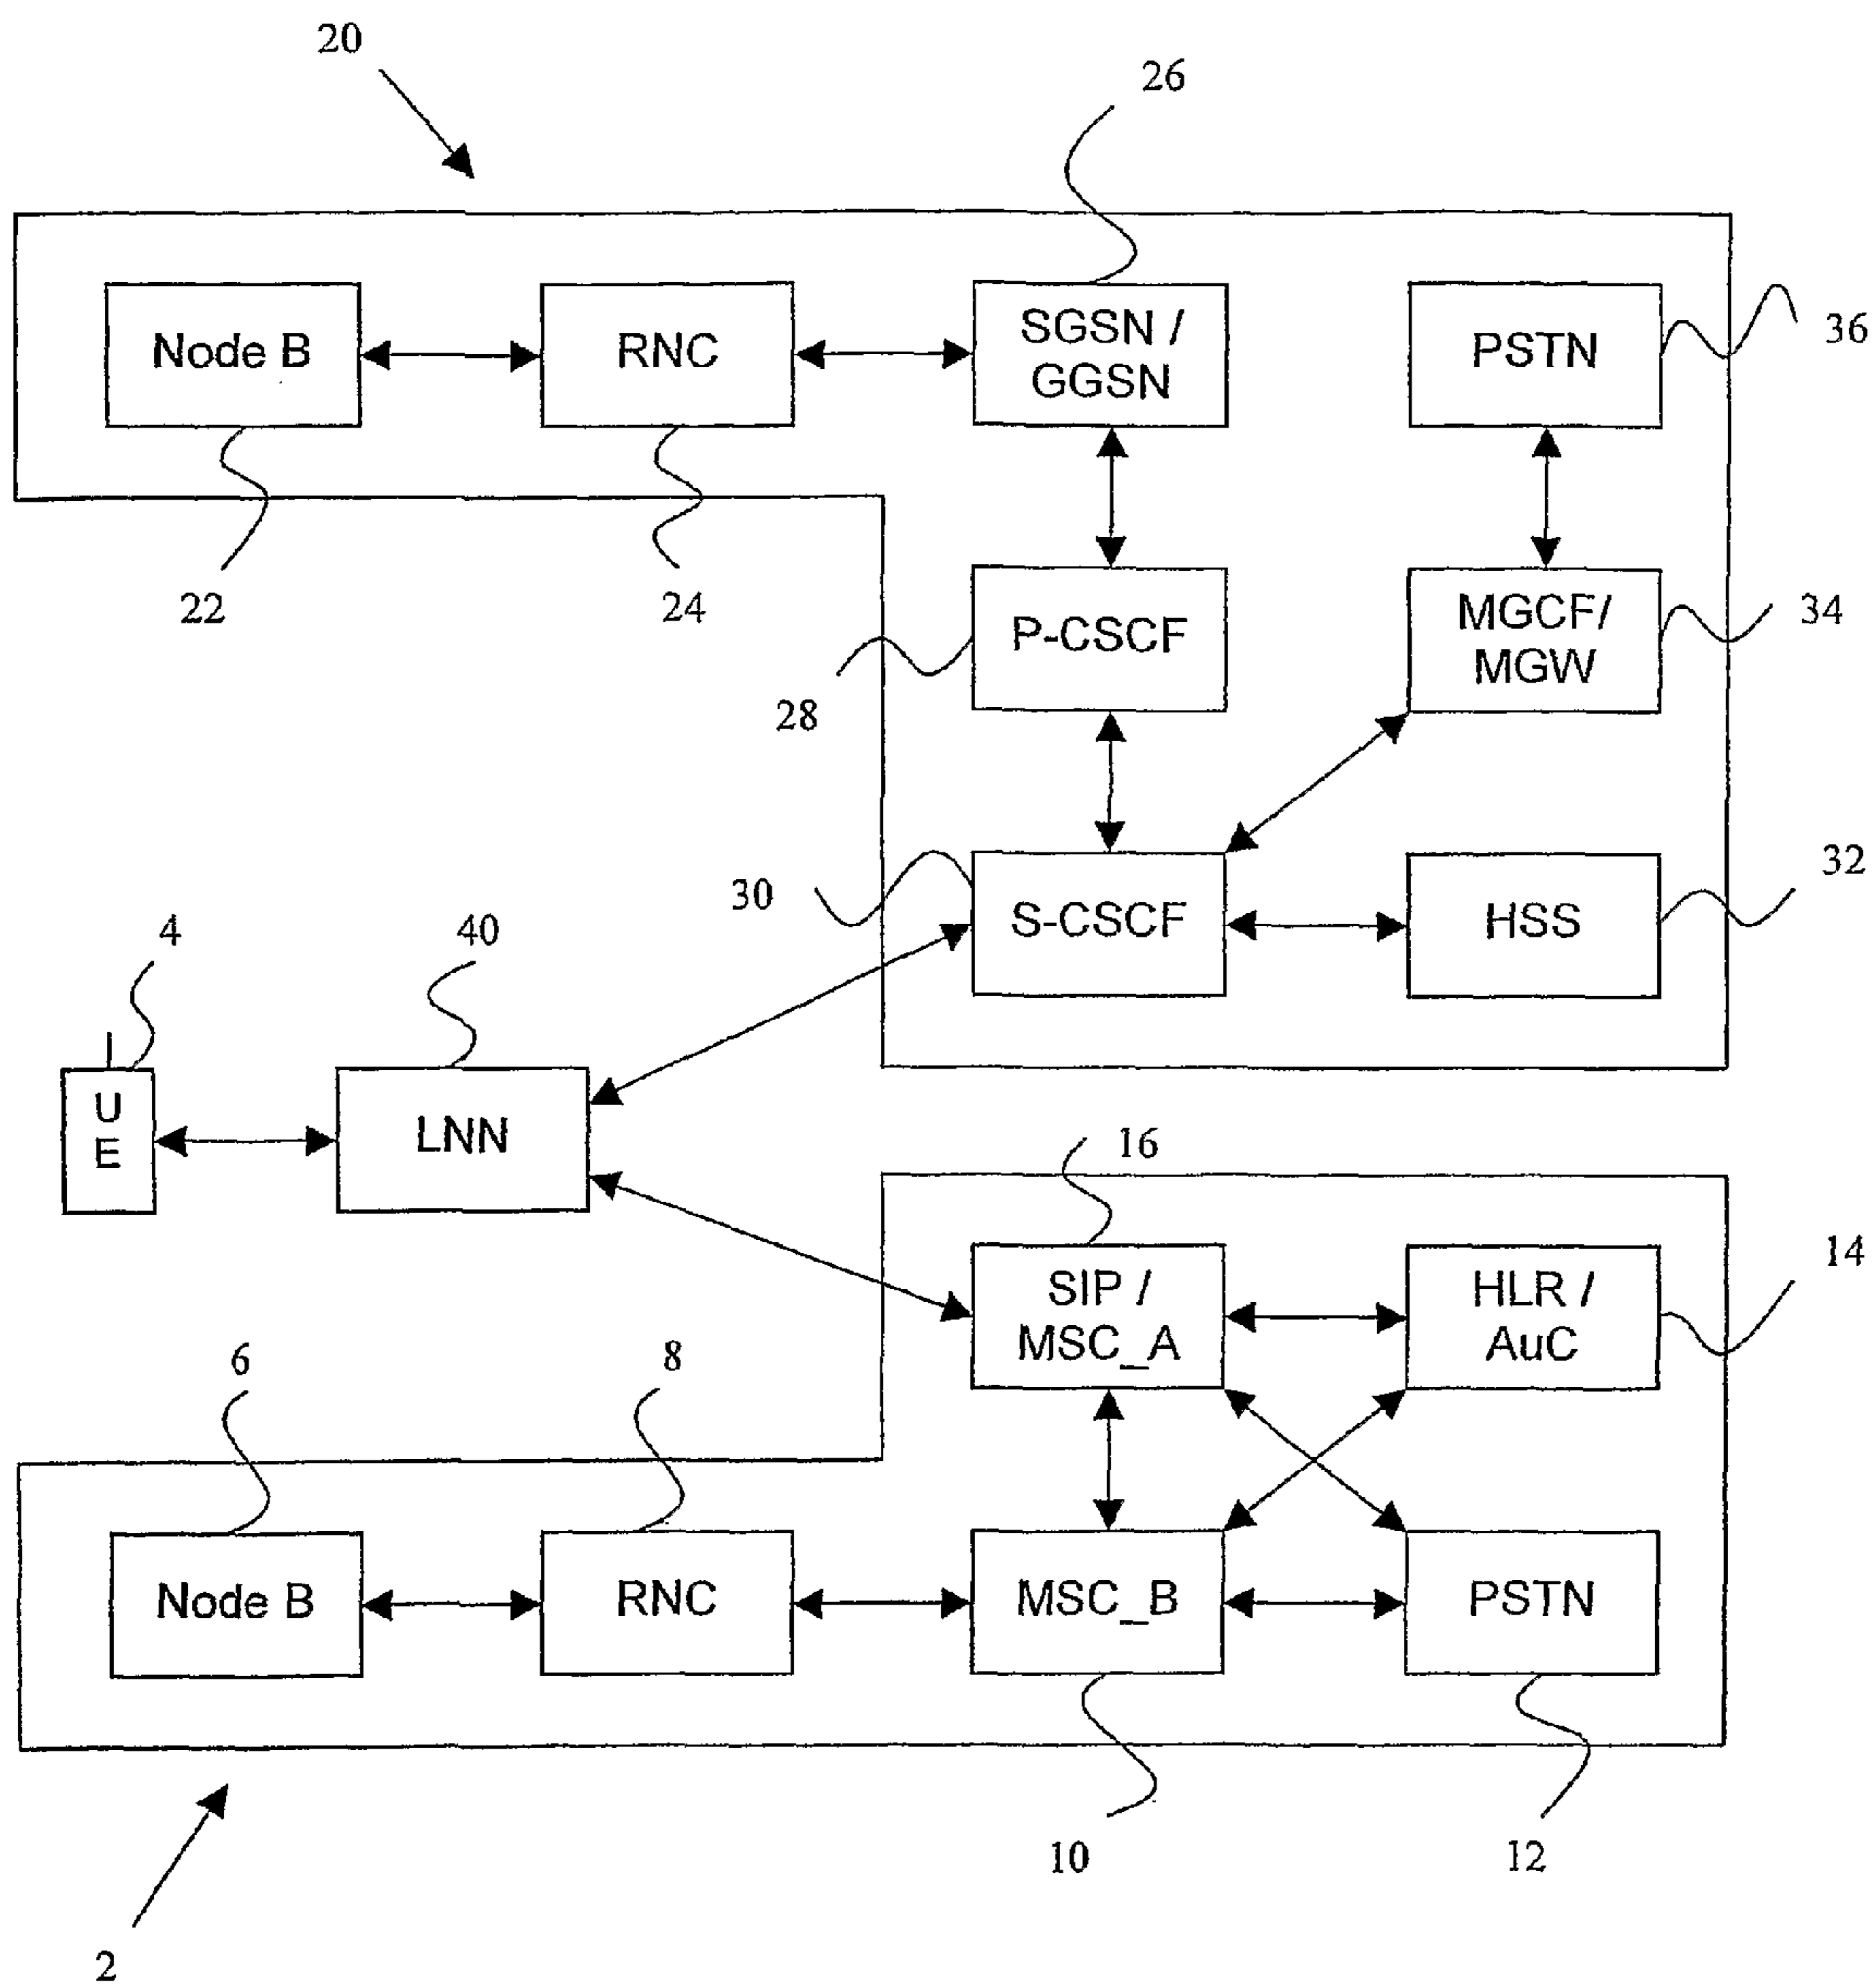 20
26
Node B
RNC
SGSN /
GGSN
PSTN
36
22
24
P-CSCF
MGCF/
MGW
34
28
30
S-CSCF
HSS
32
4
40
U
E
LNN
16
SIP /
MSC_A
HLR /
AuC
14
6
8
Node B
RNC
MSC_B
PSTN
10
12
2